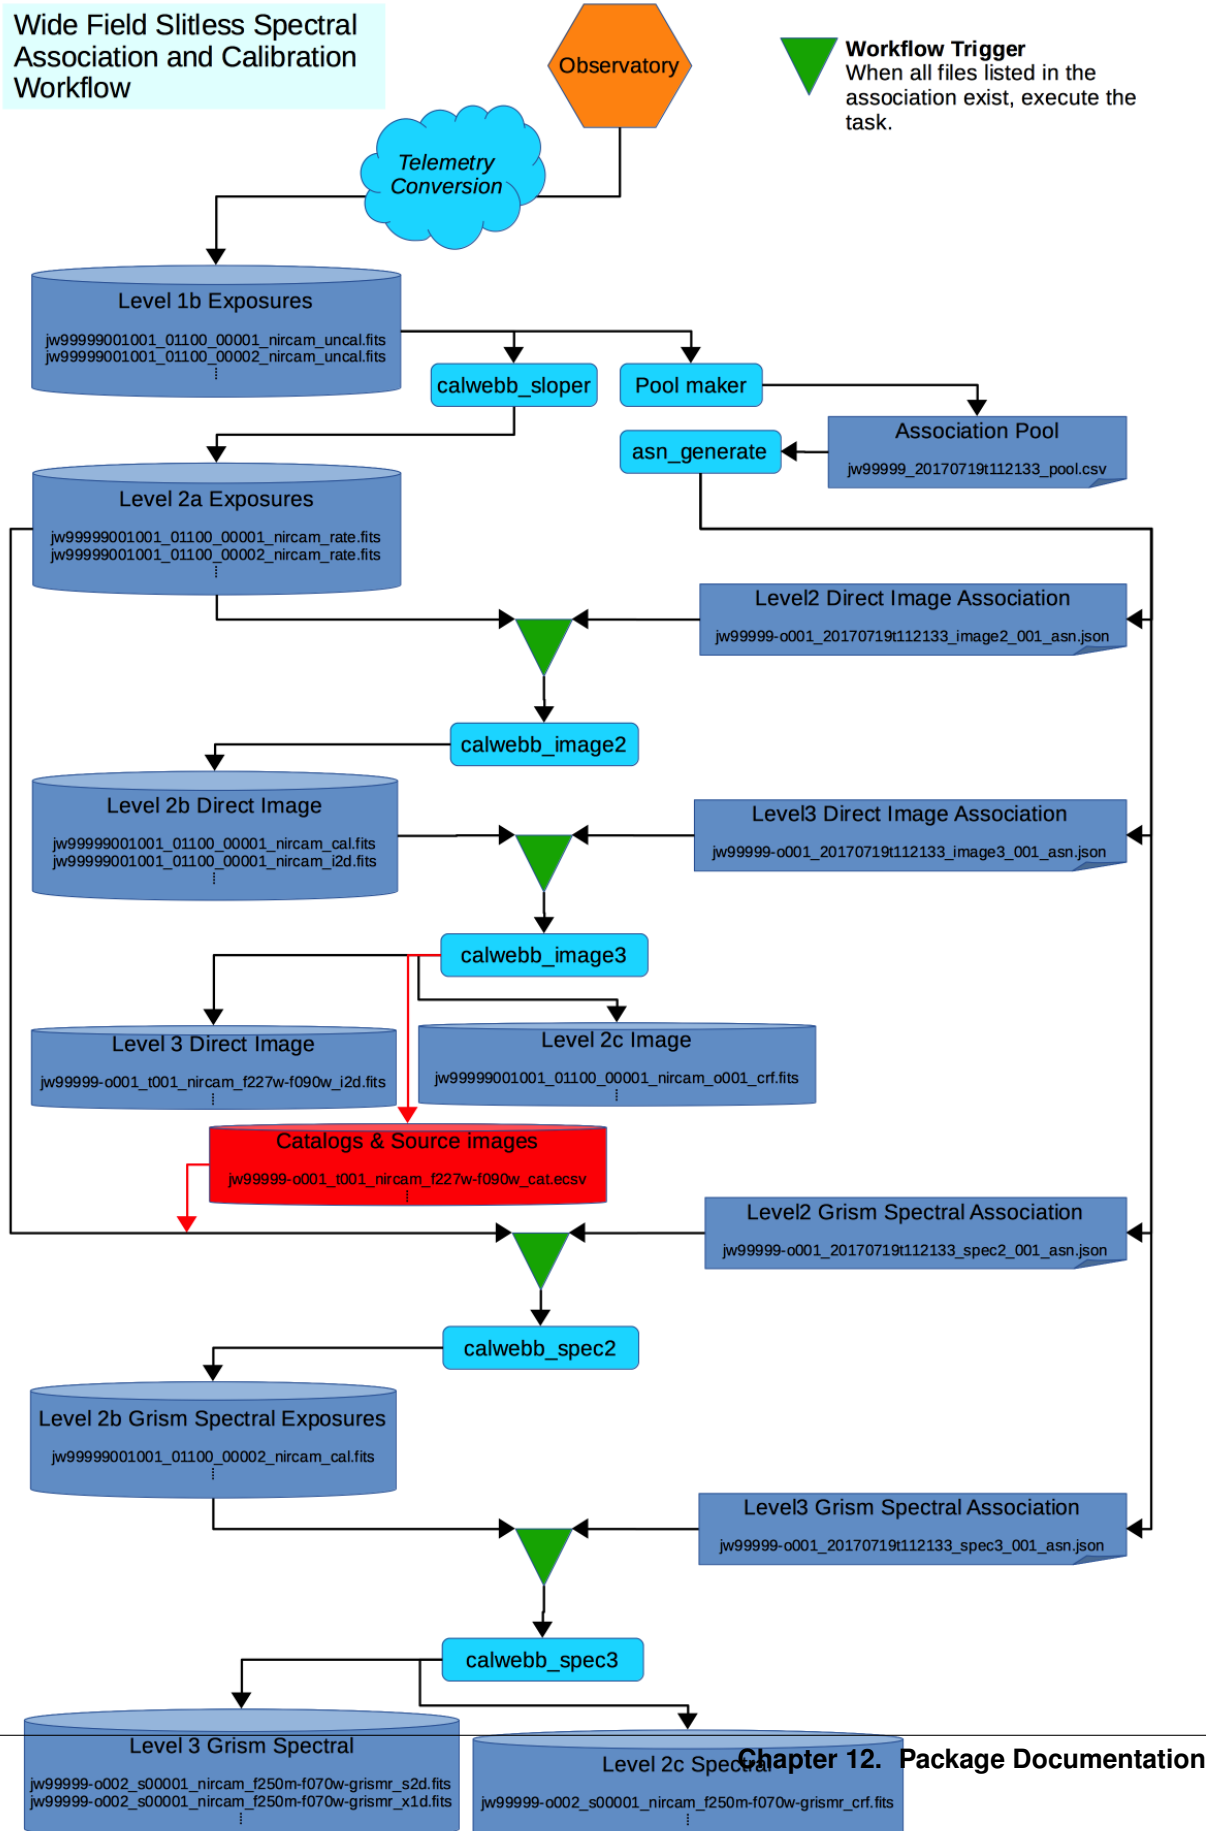 Wide Field Slitless Spectral
Association and Calibration
Workflow
Observatory
Workflow Trigger
When all files listed in the
association exist, execute the
task.
Telemetry
Conversion
Level 1b Exposures
jw99999001001_01100_00001_nircam_uncal.fits
jw99999001001_01100_00002_nircam_uncal.fits
⋮
calwebb_sloper
Pool maker
Association Pool
jw99999_20170719t112133_pool.csv
asn_generate
Level 2a Exposures
jw99999001001_01100_00001_nircam_rate.fits
jw99999001001_01100_00002_nircam_rate.fits
⋮
Level2 Direct Image Association
jw99999-o001_20170719t112133_image2_001_asn.json
calwebb_image2
Level 2b Direct Image
jw99999001001_01100_00001_nircam_cal.fits
jw99999001001_01100_00001_nircam_i2d.fits
⋮
Level3 Direct Image Association
jw99999-o001_20170719t112133_image3_001_asn.json
calwebb_image3
Level 3 Direct Image
jw99999-o001_t001_nircam_f227w-f090w_i2d.fits
⋮
Level 2c Image
jw99999001001_01100_00001_nircam_o001_crf.fits
⋮
Catalogs & Source images
jw99999-o001_t001_nircam_f227w-f090w_cat.ecsv
⋮
Level2 Grism Spectral Association
jw99999-o001_20170719t112133_spec2_001_asn.json
calwebb_spec2
Level 2b Grism Spectral Exposures
jw99999001001_01100_00002_nircam_cal.fits
⋮
Level3 Grism Spectral Association
jw99999-o001_20170719t112133_spec3_001_asn.json
calwebb_spec3
Level 3 Grism Spectral
jw99999-o002_s00001_nircam_f250m-f070w-grismr_s2d.fits
jw99999-o002_s00001_nircam_f250m-f070w-grismr_x1d.fits
⋮
Level 2c Spectral
jw99999-o002_s00001_nircam_f250m-f070w-grismr_crf.fits
⋮
Chapter 12. Package Documentation